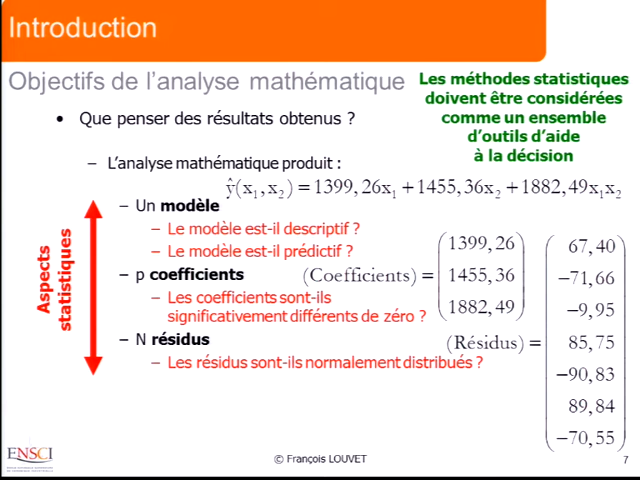 Introduction
Objectifs de l'analyse mathématique
Les méthodes statistiques
doivent être considérées
comme un ensemble
d'outils d'aide
à la décision
• Que penser des résultats obtenus ?
– L'analyse mathématique produit :
ŷ(x₁,x₂) = 1399,26x₁ + 1455,36x₂ + 1882,49x₁x₂
– Un modèle
– Le modèle est-il descriptif ?
– Le modèle est-il prédictif ?
– p coefficients
– Les coefficients sont-ils
significativement différents de zéro ?
– N résidus
– Les résidus sont-ils normalement distribués ?
Aspects
statistiques
(Coefficients) =
1399,26
1455,36
1882,49
(Résidus) =
67,40
−71,66
−9,95
85,75
−90,83
89,84
−70,55
ENSCI
© François LOUVET
7